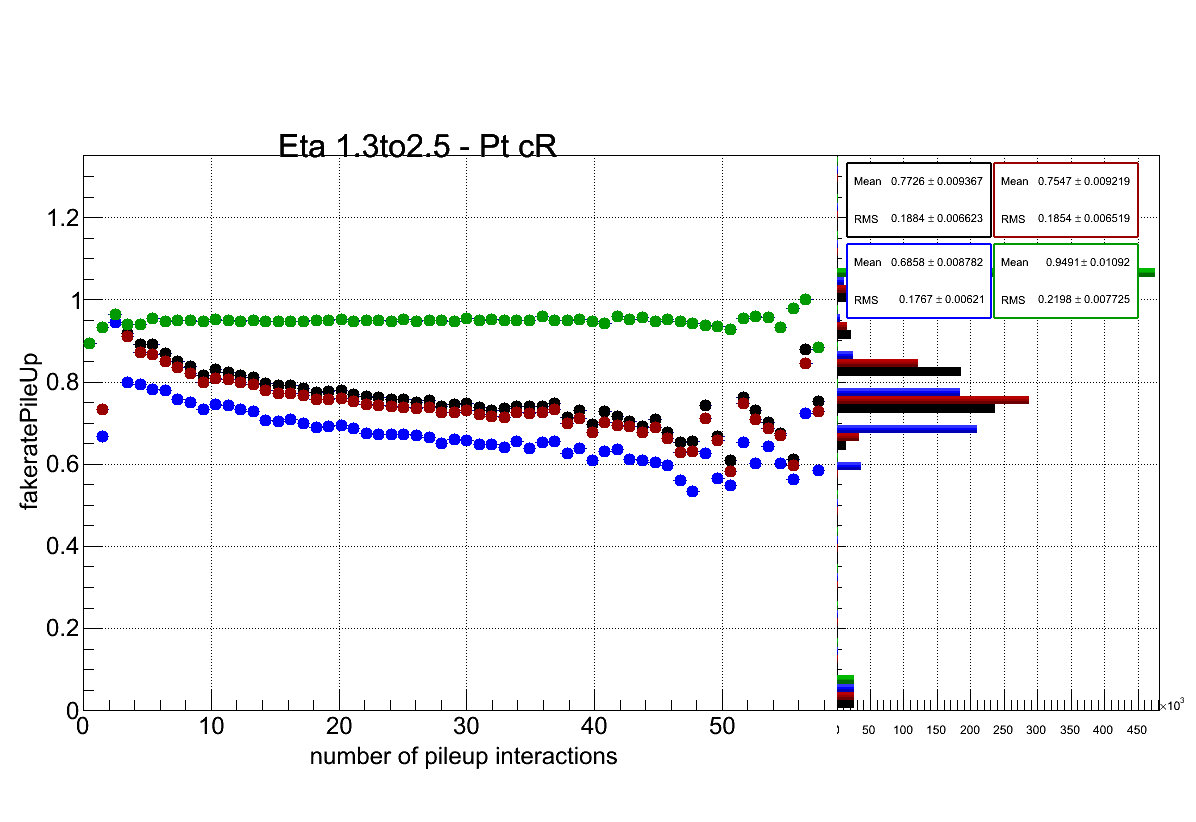 Eta 1.3to2.5 - Pt cR
fakeratePileUp
1.2
1
0.8
0.6
0.4
0.2
0
0 10 20 30 40 50
number of pileup interactions
Mean 0.7726 ± 0.009367
RMS 0.1884 ± 0.006623
Mean 0.7547 ± 0.009219
RMS 0.1854 ± 0.006519
Mean 0.6858 ± 0.008782
RMS 0.1767 ± 0.00621
Mean 0.9491 ± 0.01092
RMS 0.2198 ± 0.007725
50 100 150 200 250 300 350 400 450
×10³